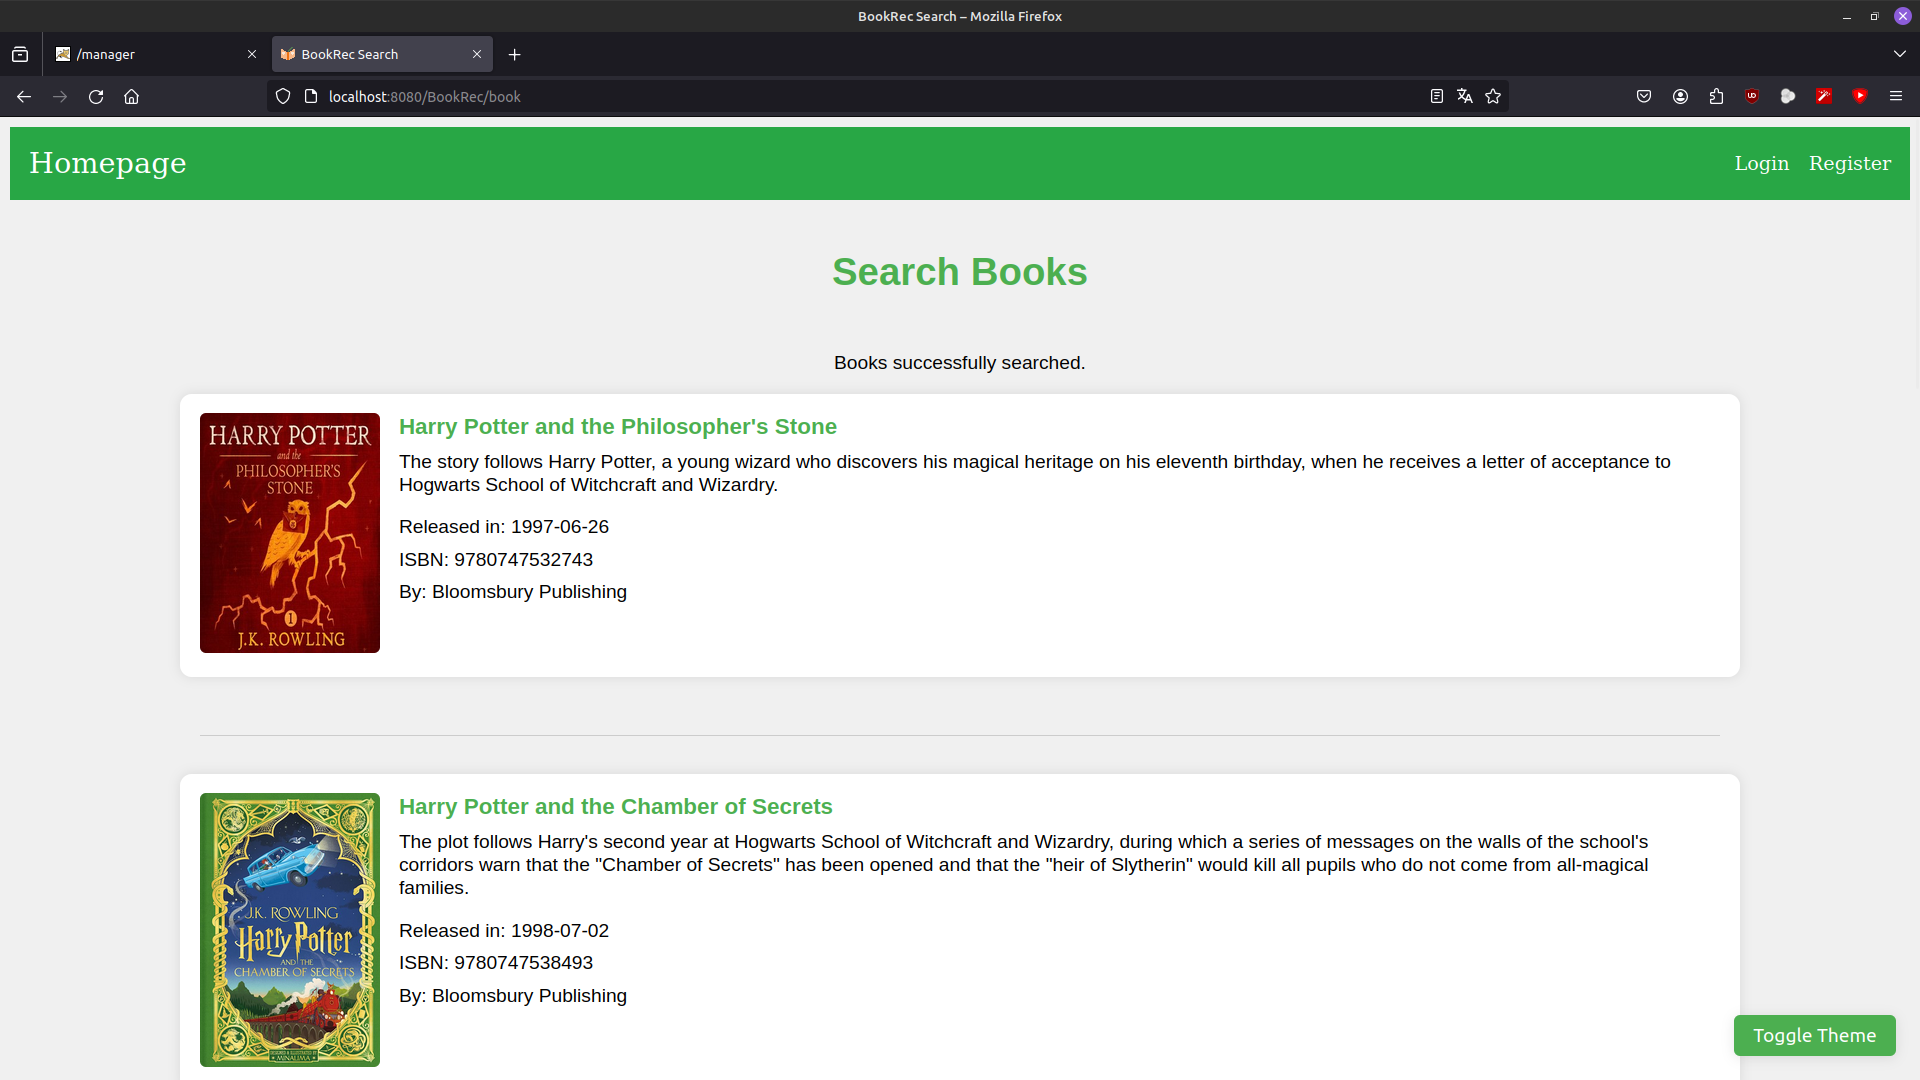 BookRec Search – Mozilla Firefox
/manager
BookRec Search
localhost:8080/BookRec/book
Homepage
Login
Register
Search Books
Books successfully searched.
HARRY POTTER
and the
PHILOSOPHER'S
STONE
1
J.K. ROWLING
Harry Potter and the Philosopher's Stone
The story follows Harry Potter, a young wizard who discovers his magical heritage on his eleventh birthday, when he receives a letter of acceptance to
Hogwarts School of Witchcraft and Wizardry.
Released in: 1997-06-26
ISBN: 9780747532743
By: Bloomsbury Publishing
J.K. ROWLING
Harry Potter
AND THE
CHAMBER OF SECRETS
DESIGNED & ILLUSTRATED BY
MINALIMA
Harry Potter and the Chamber of Secrets
The plot follows Harry's second year at Hogwarts School of Witchcraft and Wizardry, during which a series of messages on the walls of the school's
corridors warn that the "Chamber of Secrets" has been opened and that the "heir of Slytherin" would kill all pupils who do not come from all-magical
families.
Released in: 1998-07-02
ISBN: 9780747538493
By: Bloomsbury Publishing
Toggle Theme